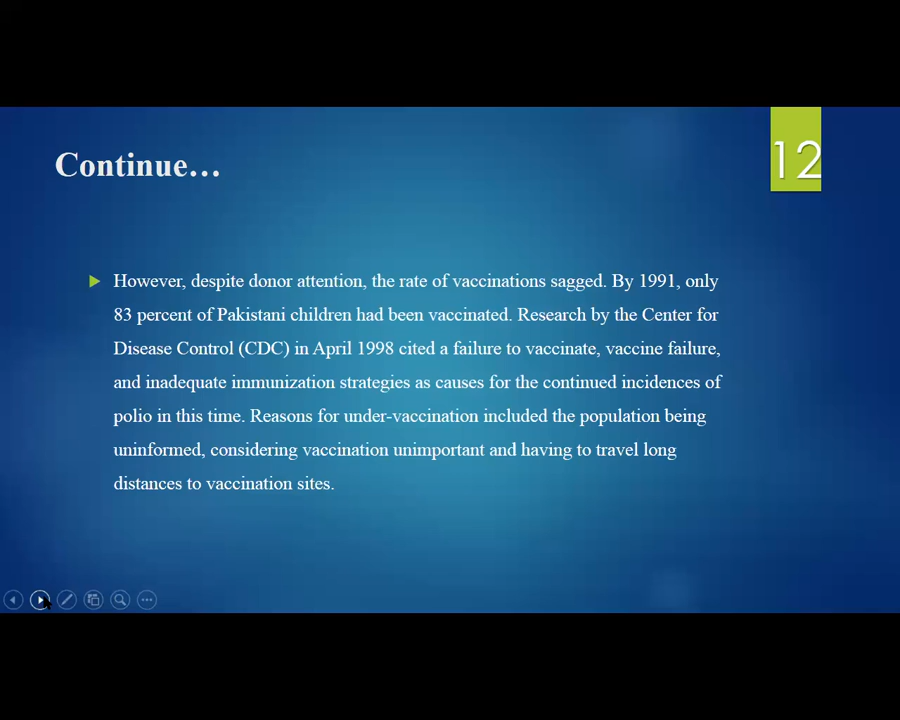 Continue…
12
However, despite donor attention, the rate of vaccinations sagged. By 1991, only
83 percent of Pakistani children had been vaccinated. Research by the Center for
Disease Control (CDC) in April 1998 cited a failure to vaccinate, vaccine failure,
and inadequate immunization strategies as causes for the continued incidences of
polio in this time. Reasons for under-vaccination included the population being
uninformed, considering vaccination unimportant and having to travel long
distances to vaccination sites.